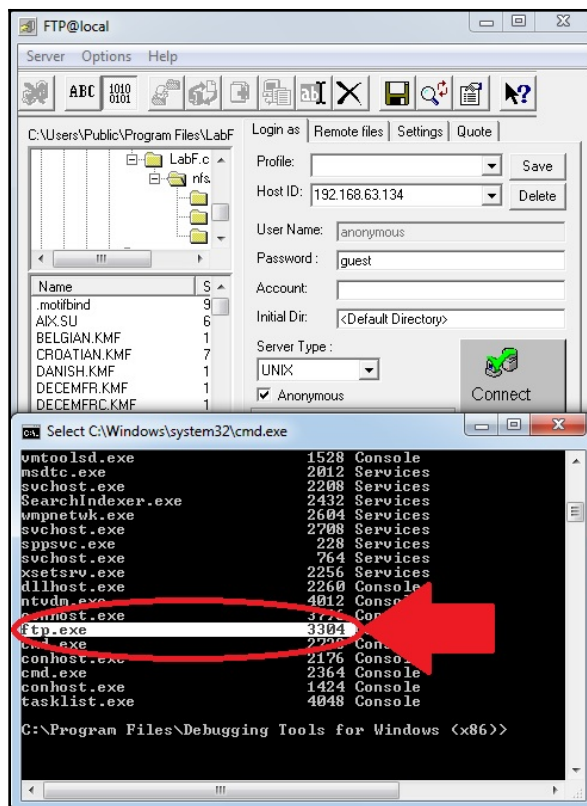 FTP@local
Server Options Help
ABC 1010 0101
C:\Users\Public\Program Files\LabF
LabF.c
nfs.
Name S
.motifbind 9
AIX.SU 6
BELGIAN.KMF 1
CROATIAN.KMF 7
DANISH.KMF 1
DECEMFR.KMF 1
DECEMFRC.KMF 1
Login as Remote files Settings Quote
Profile: Save
Host ID: 192.168.63.134 Delete
User Name: anonymous
Password : guest
Account:
Initial Dir: <Default Directory>
Server Type :
UNIX
Anonymous
Connect
Select C:\Windows\system32\cmd.exe
vmtoolsd.exe 1528 Console
msdtc.exe 2012 Services
svchost.exe 2208 Services
SearchIndexer.exe 2432 Services
wmpnetwk.exe 2604 Services
svchost.exe 2708 Services
sppsvc.exe 228 Services
svchost.exe 764 Services
xsetsrv.exe 2256 Services
dllhost.exe 2260 Console
ntvdm.exe 4012 Console
conhost.exe
ftp.exe 3304
cmd.exe
conhost.exe 2176 Console
cmd.exe 2364 Console
conhost.exe 1424 Console
tasklist.exe 4048 Console
C:\Program Files\Debugging Tools for Windows (x86)>